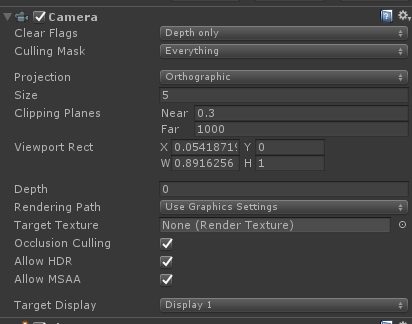 Camera
Clear Flags Depth only
Culling Mask Everything
Projection Orthographic
Size 5
Clipping Planes Near 0.3
Far 1000
Viewport Rect X 0.0541871 Y 0
W 0.8916256 H 1
Depth 0
Rendering Path Use Graphics Settings
Target Texture None (Render Texture)
Occlusion Culling
Allow HDR
Allow MSAA
Target Display Display 1